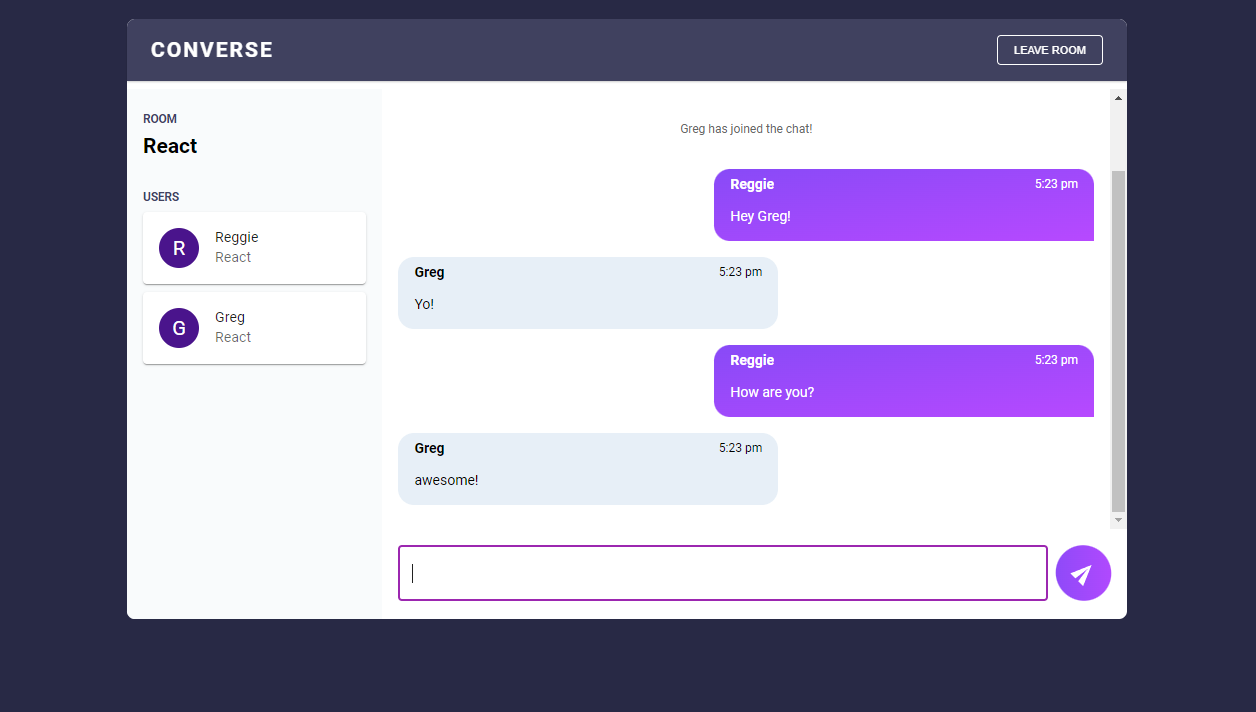 CONVERSE
LEAVE ROOM
ROOM
React
USERS
R
Reggie
React
G
Greg
React
Greg has joined the chat!
Reggie 5:23 pm
Hey Greg!
Greg 5:23 pm
Yo!
Reggie 5:23 pm
How are you?
Greg 5:23 pm
awesome!